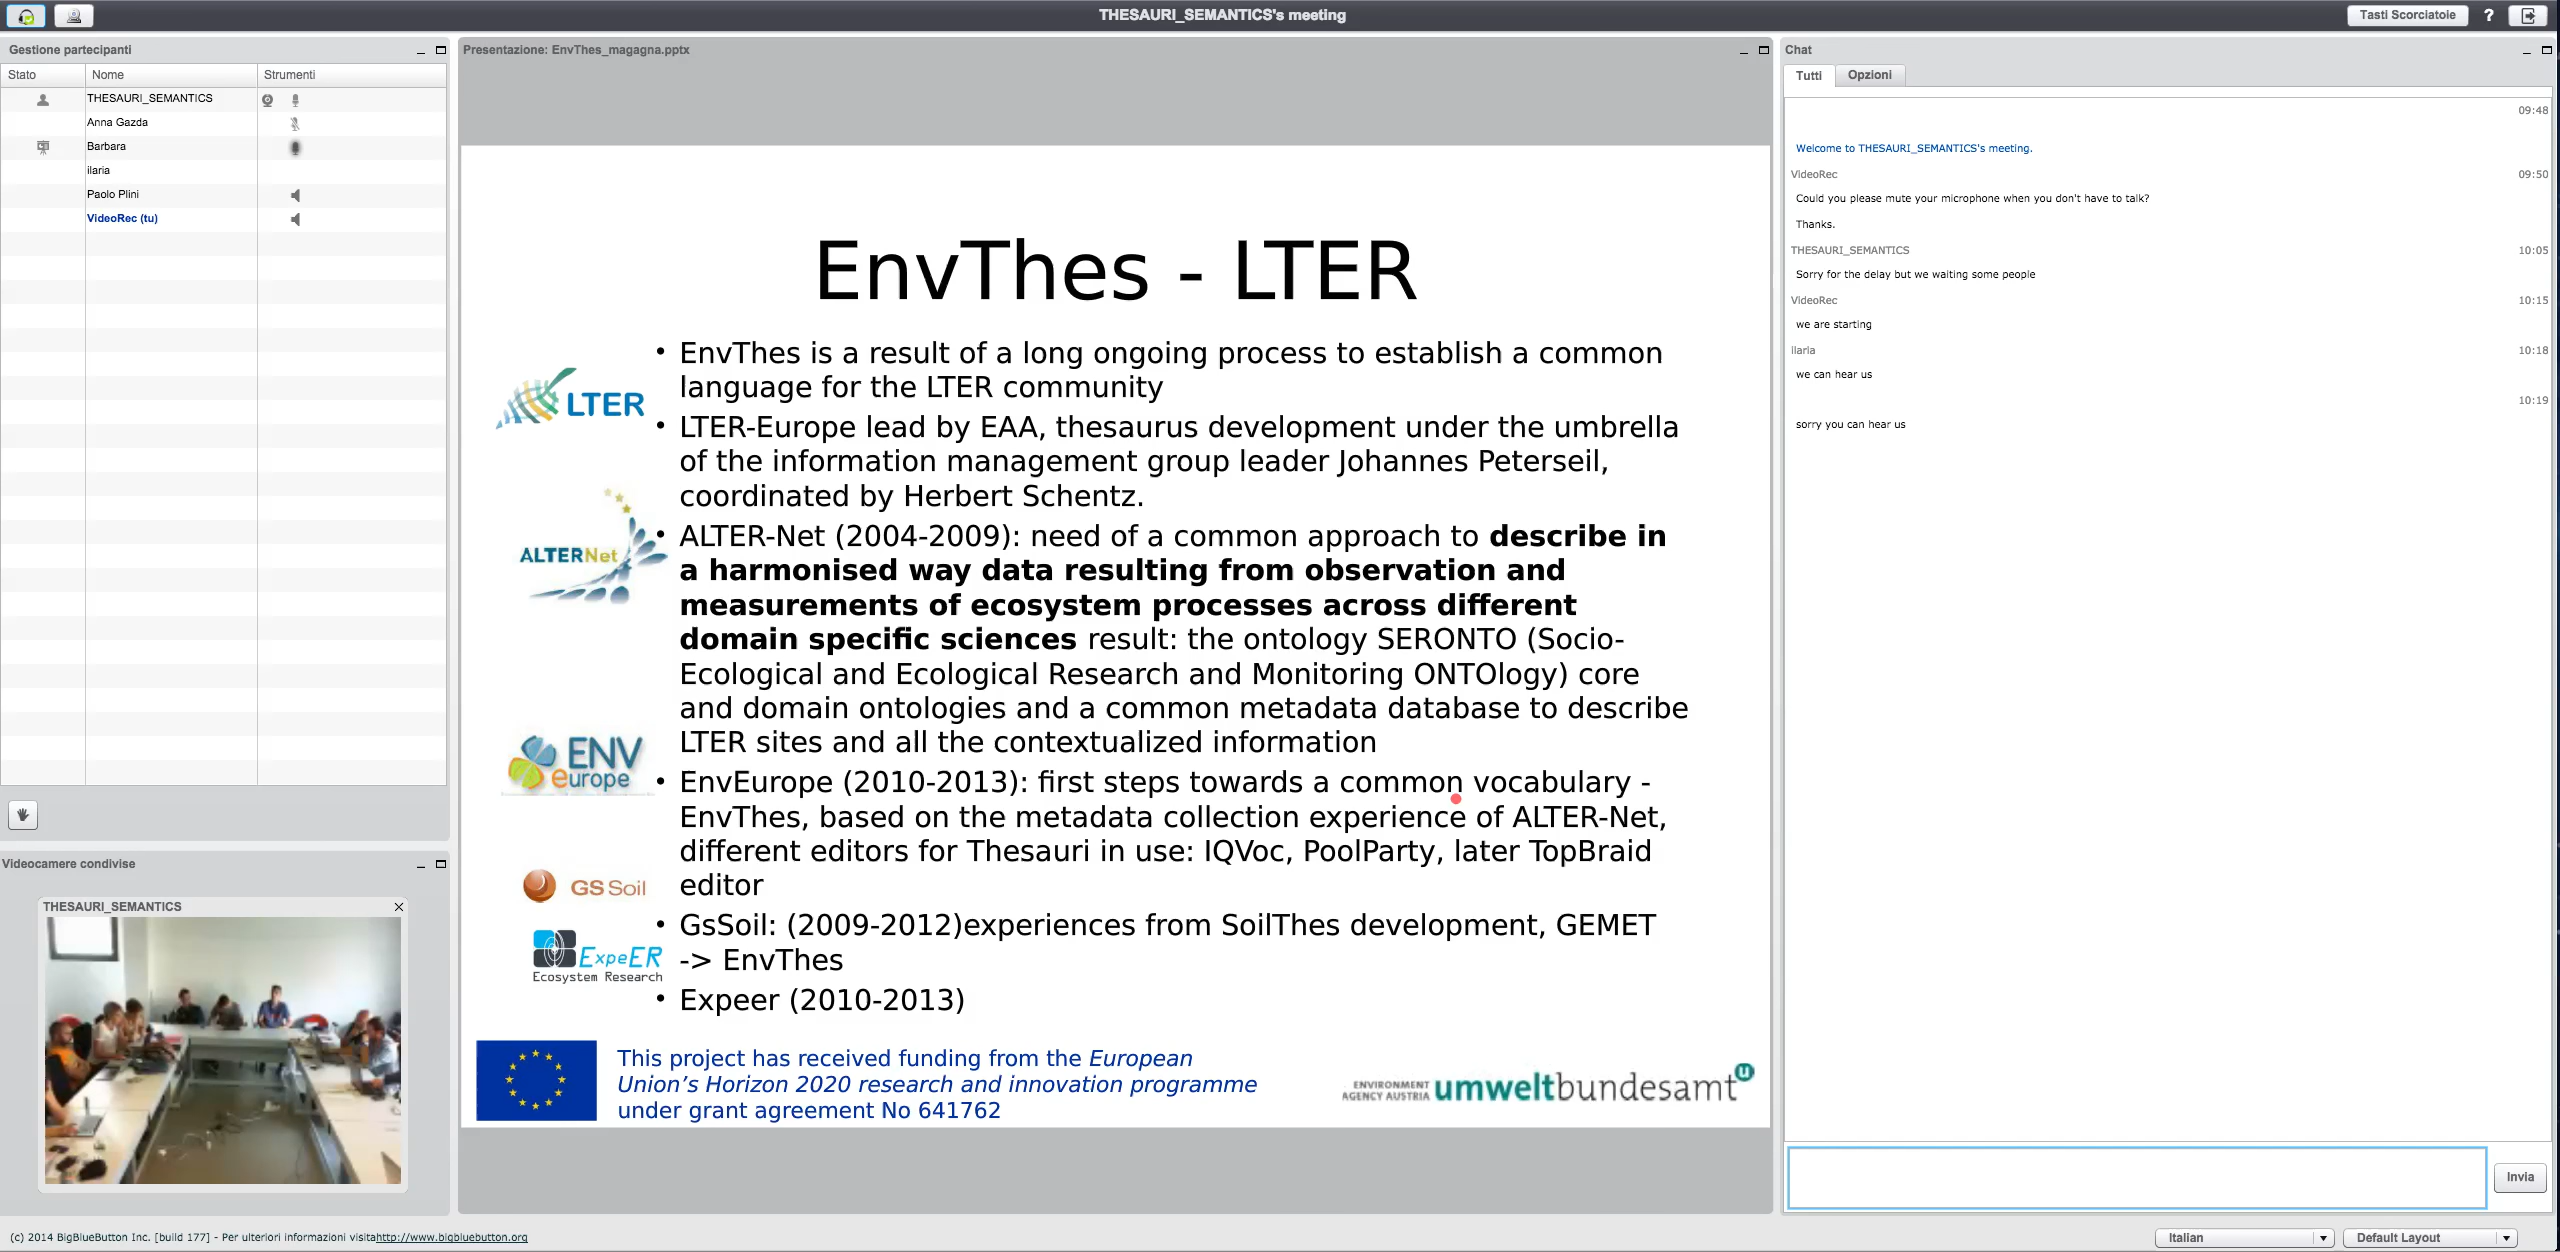 THESAURI_SEMANTICS's meeting
Tasti Scorciatoie
?
Gestione partecipanti
Stato Nome Strumenti
THESAURI_SEMANTICS
Anna Gazda
Barbara
ilaria
Paolo Plini
VideoRec (tu)
Videocamere condivise
THESAURI_SEMANTICS
Presentazione: EnvThes_magagna.pptx
EnvThes - LTER
• EnvThes is a result of a long ongoing process to establish a common
language for the LTER community
• LTER-Europe lead by EAA, thesaurus development under the umbrella
of the information management group leader Johannes Peterseil,
coordinated by Herbert Schentz.
• ALTER-Net (2004-2009): need of a common approach to describe in
a harmonised way data resulting from observation and
measurements of ecosystem processes across different
domain specific sciences result: the ontology SERONTO (Socio-
Ecological and Ecological Research and Monitoring ONTOlogy) core
and domain ontologies and a common metadata database to describe
LTER sites and all the contextualized information
• EnvEurope (2010-2013): first steps towards a common vocabulary -
EnvThes, based on the metadata collection experience of ALTER-Net,
different editors for Thesauri in use: IQVoc, PoolParty, later TopBraid
editor
• GsSoil: (2009-2012)experiences from SoilThes development, GEMET
-> EnvThes
• Expeer (2010-2013)
LTER
ALTERNet
ENV
europe
GS Soil
ExpeER
Ecosystem Research
This project has received funding from the European
Union’s Horizon 2020 research and innovation programme
under grant agreement No 641762
ENVIRONMENT
AGENCY AUSTRIA umweltbundesamt u
Chat
Tutti Opzioni
09:48
Welcome to THESAURI_SEMANTICS's meeting.
VideoRec 09:50
Could you please mute your microphone when you don't have to talk?
Thanks.
THESAURI_SEMANTICS 10:05
Sorry for the delay but we waiting some people
VideoRec 10:15
we are starting
ilaria 10:18
we can hear us
10:19
sorry you can hear us
Invia
(c) 2014 BigBlueButton Inc. [build 177] - Per ulteriori informazioni visitahttp://www.bigbluebutton.org
Italian
Default Layout